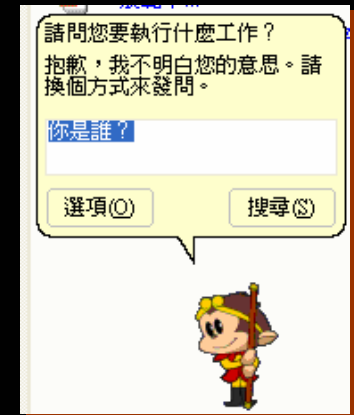 請問您要執行什麼工作？
抱歉，我不明白您的意思。請
換個方式來發問。
你是誰？
選項(O)
搜尋(S)